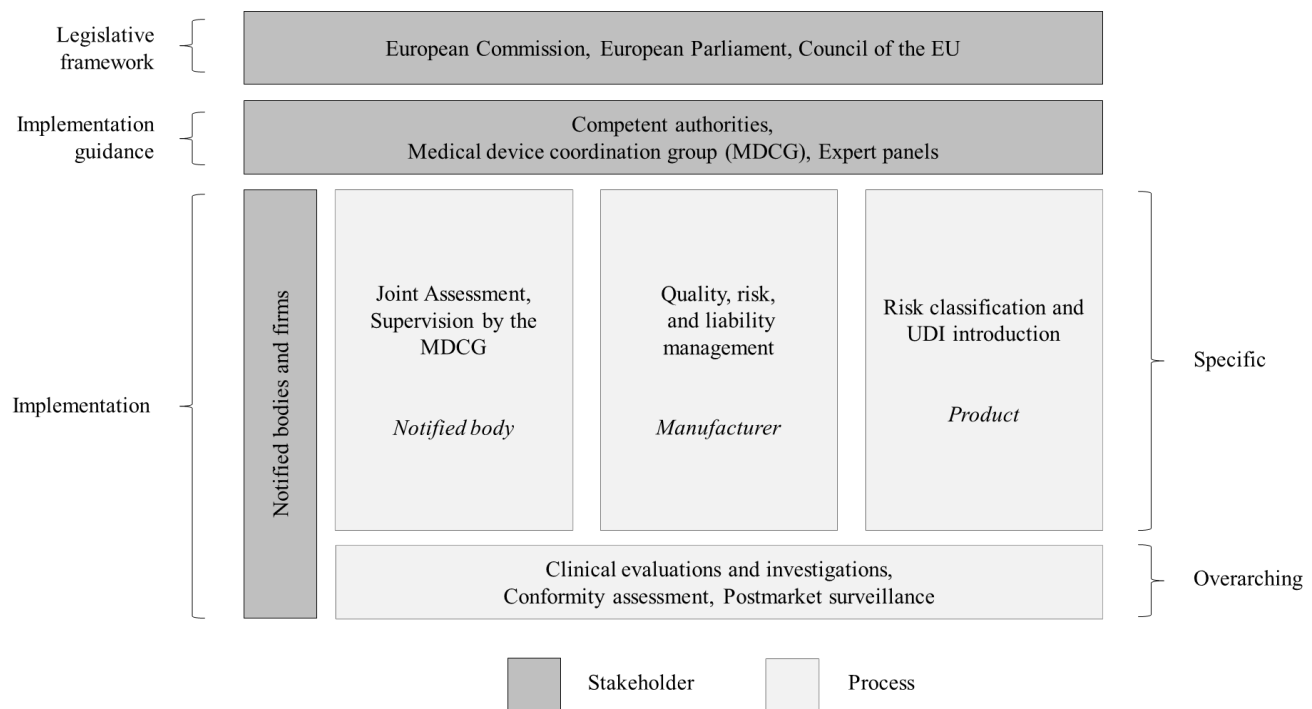 Legislative
framework
European Commission, European Parliament, Council of the EU
Implementation
guidance
Competent authorities,
Medical device coordination group (MDCG), Expert panels
Implementation
Notified bodies and firms
Joint Assessment,
Supervision by the
MDCG
Notified body
Quality, risk,
and liability
management
Manufacturer
Risk classification and
UDI introduction
Product
Specific
Clinical evaluations and investigations,
Conformity assessment, Postmarket surveillance
Overarching
Stakeholder
Process